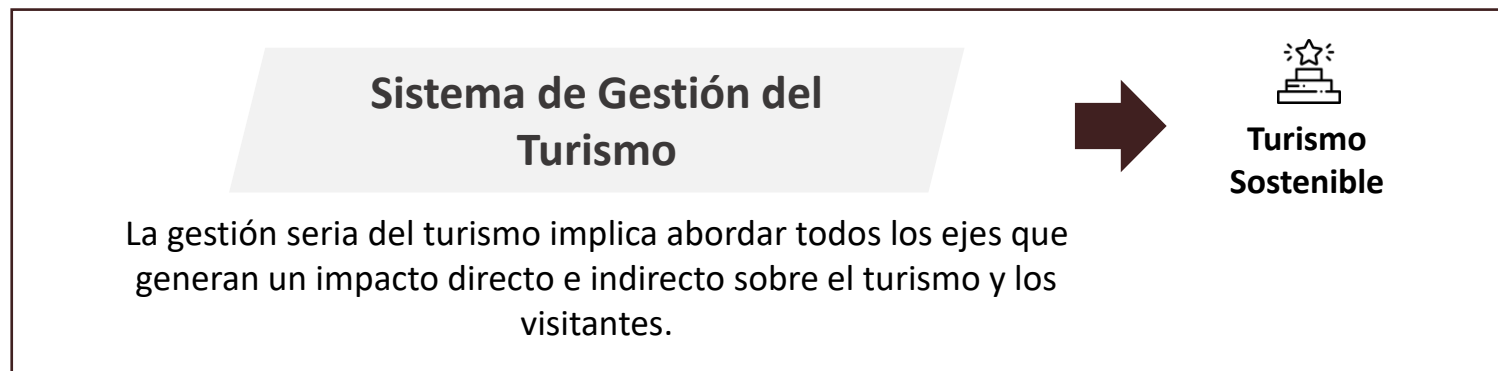 Sistema de Gestión del
Turismo
Turismo
Sostenible
La gestión seria del turismo implica abordar todos los ejes que
generan un impacto directo e indirecto sobre el turismo y los
visitantes.